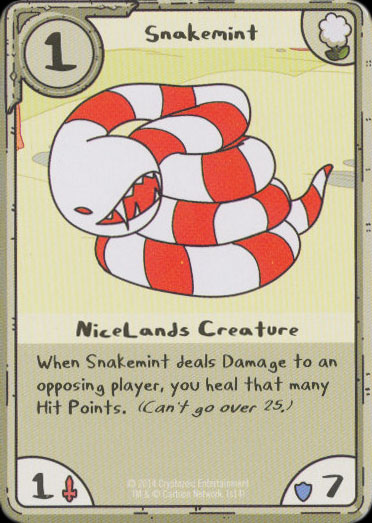 1
Snakemint
NiceLands Creature
When Snakemint deals Damage to an
opposing player, you heal that many
Hit Points. (Can't go over 25.)
1
7
© 2014 Cryptozoic Entertainment
TM & © Cartoon Network (s14)